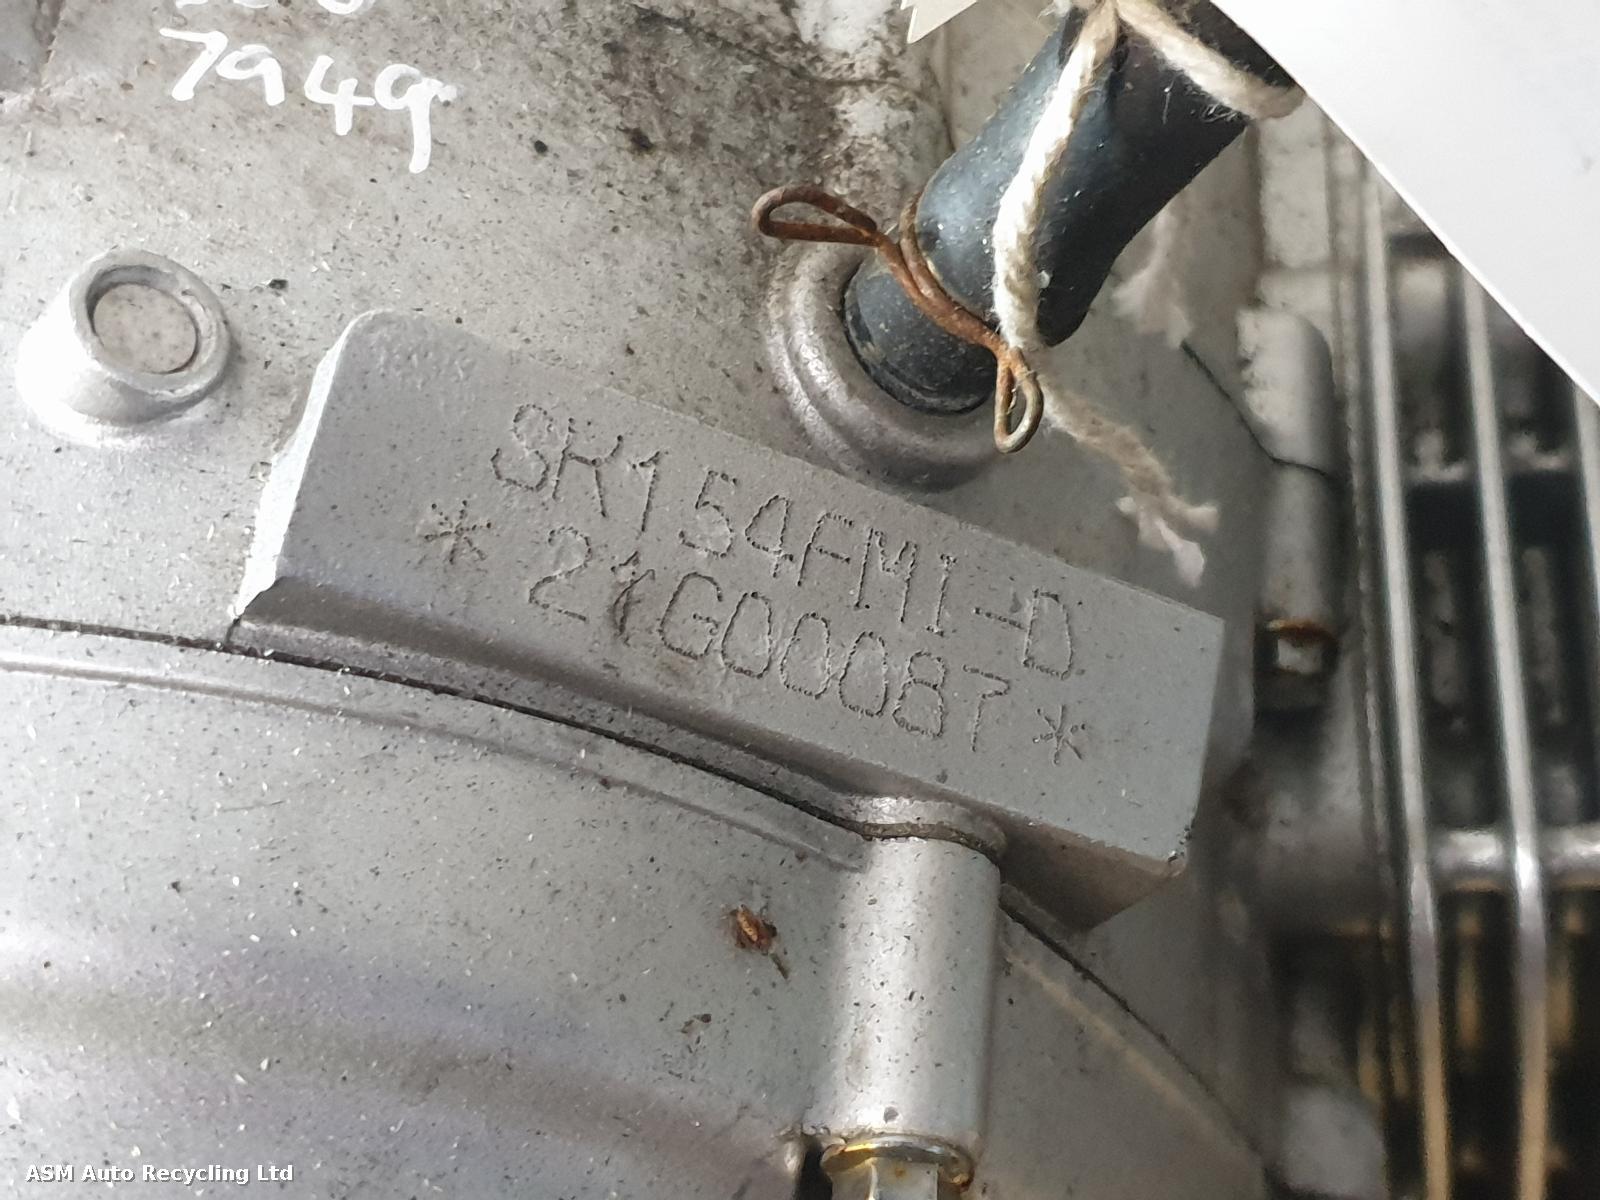 7949
SK154FMI-D
*21G00087*
ASM Auto Recycling Ltd